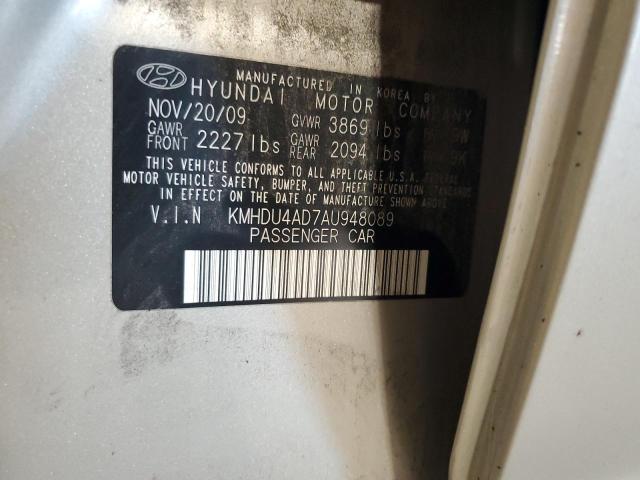 MANUFACTURED IN KOREA BY
HYUNDAI MOTOR COMPANY
NOV/20/09 GVWR 3869 lbs 9W
GAWR FRONT 2227 lbs GAWR REAR 2094 lbs 9K
THIS VEHICLE CONFORMS TO ALL APPLICABLE U.S.A. FEDERAL
MOTOR VEHICLE SAFETY, BUMPER, AND THEFT PREVENTION STANDARDS
IN EFFECT ON THE DATE OF MANUFACTURE SHOWN ABOVE.
V.I.N KMHDU4AD7AU948089
PASSENGER CAR